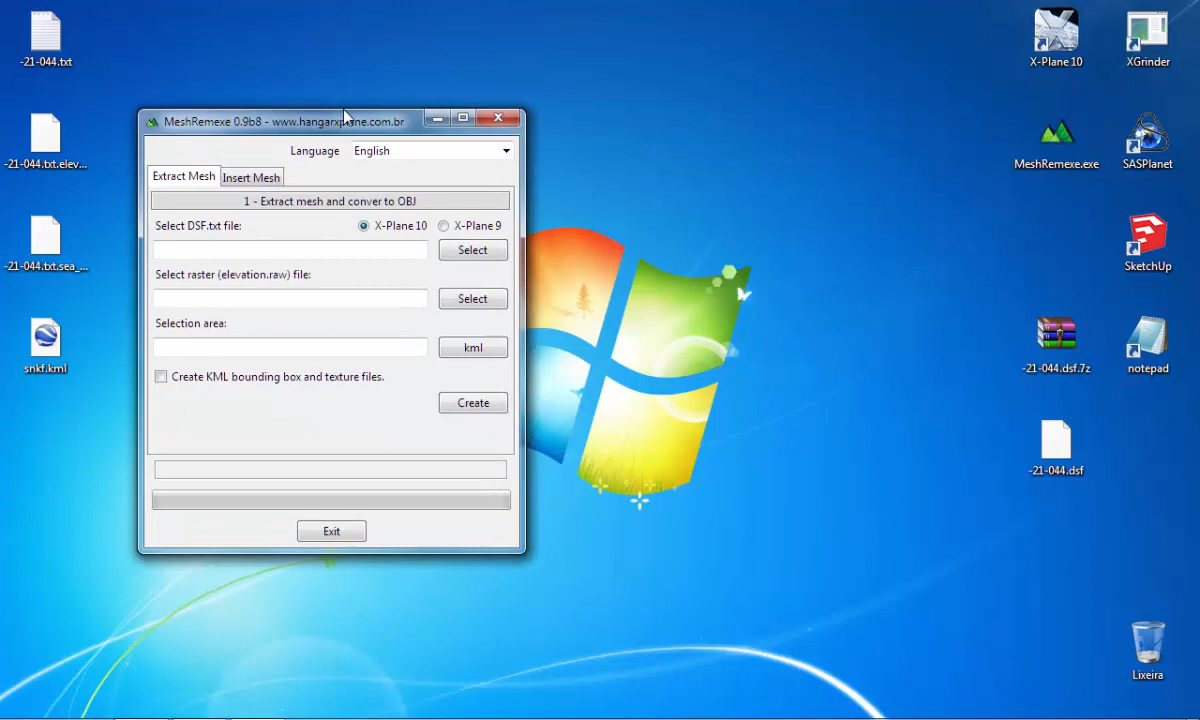 -21-044.txt
-21-044.txt.elev...
-21-044.txt.sea_...
snkf.kml
MeshRemexe 0.9b8 - www.hangarxplane.com.br
Language English
Extract Mesh Insert Mesh
1 - Extract mesh and conver to OBJ
Select DSF.txt file: X-Plane 10 X-Plane 9
Select
Select raster (elevation.raw) file:
Select
Selection area:
kml
Create KML bounding box and texture files.
Create
Exit
X-Plane 10 XGrinder
MeshRemexe.exe SASPlanet
SketchUp
-21-044.dsf.7z notepad
-21-044.dsf
Lixeira